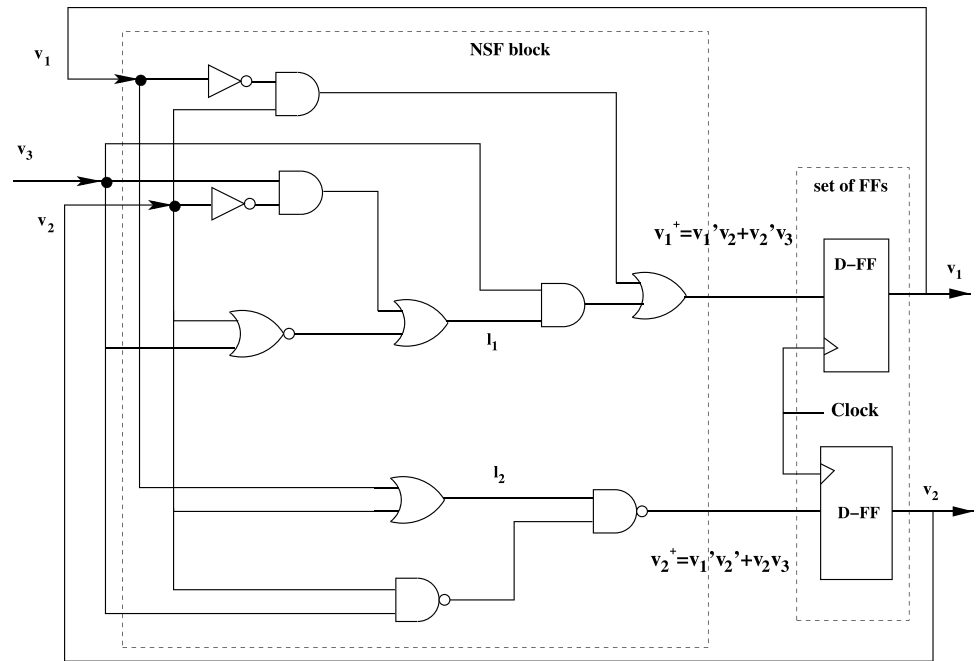 NSF block
v1
v3
v2
set of FFs
v1+=v1'v2+v2'v3
D-FF
v1
l1
Clock
l2
v2
D-FF
v2+=v1'v2'+v2v3